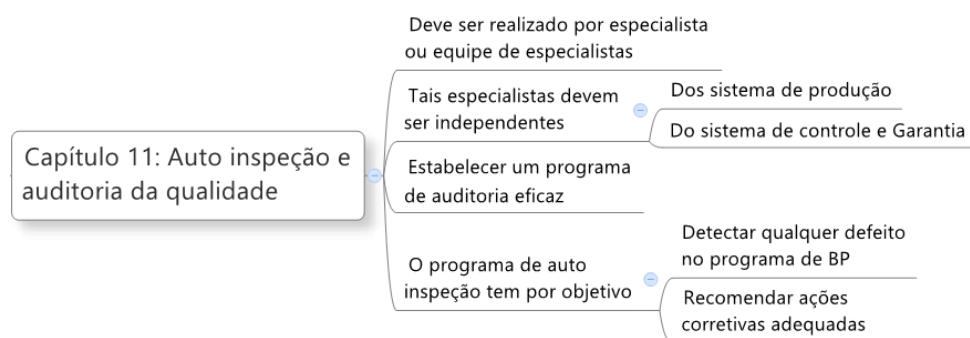 Capítulo 11: Auto inspeção e
auditoria da qualidade
Deve ser realizado por especialista
ou equipe de especialistas
Tais especialistas devem
ser independentes
Dos sistema de produção
Do sistema de controle e Garantia
Estabelecer um programa
de auditoria eficaz
O programa de auto
inspeção tem por objetivo
Detectar qualquer defeito
no programa de BP
Recomendar ações
corretivas adequadas